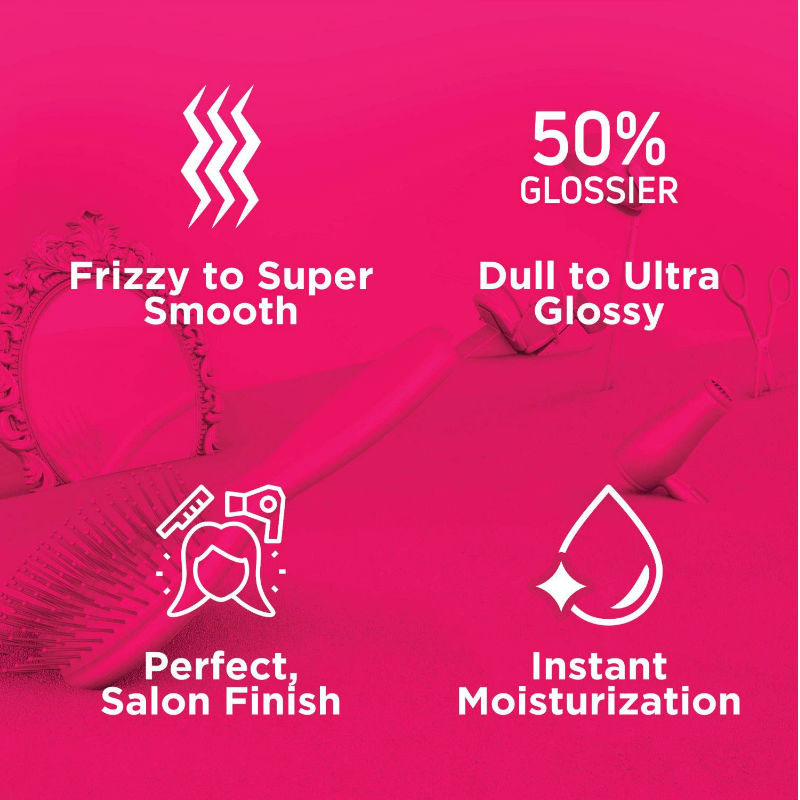 Frizzy to Super
Smooth
50%
GLOSSIER
Dull to Ultra
Glossy
Perfect,
Salon Finish
Instant
Moisturization